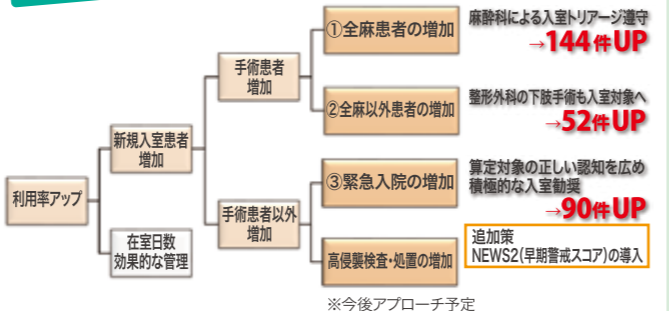 利用率アップ
新規入室患者
増加
在室日数
効果的な管理
手術患者
増加
手術患者以外
増加
①全麻患者の増加
麻酔科による入室トリアージ遵守
→144件UP
②全麻以外患者の増加
整形外科の下肢手術も入室対象へ
→52件UP
③緊急入院の増加
算定対象の正しい認知を広め
積極的な入室勧奨
→90件UP
高侵襲検査・処置の増加
追加策
NEWS2(早期警戒スコア)の導入
※今後アプローチ予定